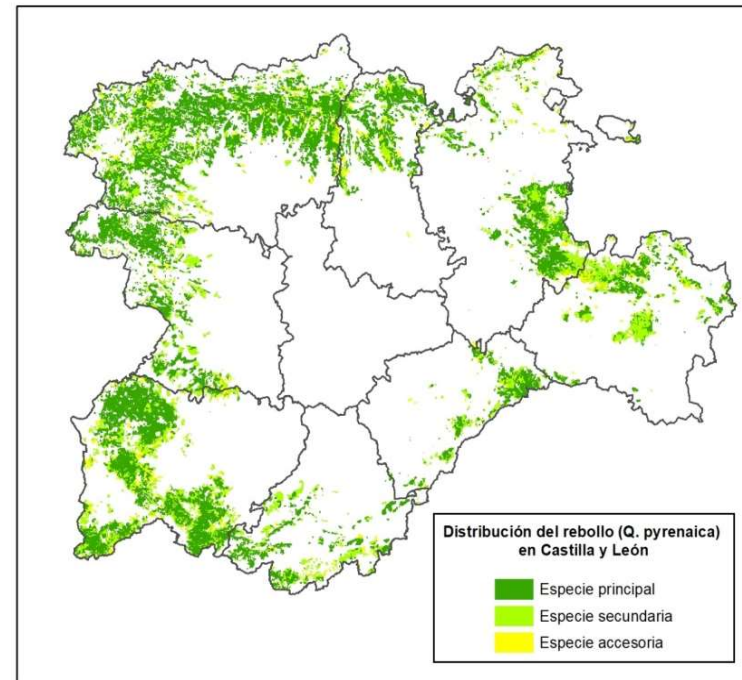 Distribución del rebollo (Q. pyrenaica)
en Castilla y León
Especie principal
Especie secundaria
Especie accesoria